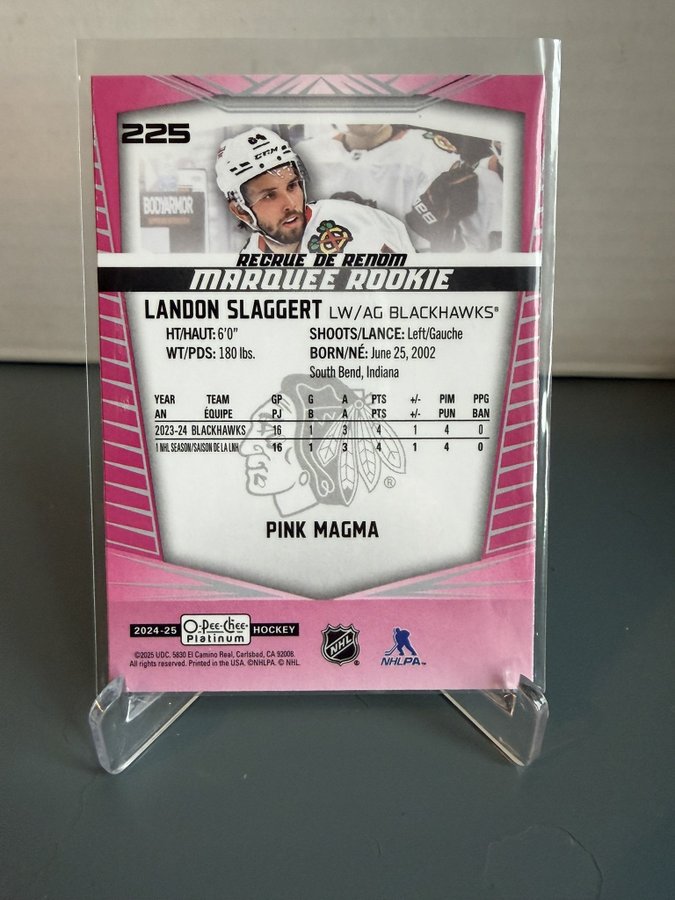 225
84
CCM
BODYARMOR
RECRUE DE RENOM
MARQUEE ROOKIE
LANDON SLAGGERT LW/AG BLACKHAWKS®
HT/HAUT: 6'0" SHOOTS/LANCE: Left/Gauche
WT/PDS: 180 lbs. BORN/NÉ: June 25, 2002
South Bend, Indiana
YEAR TEAM GP G A PTS +/- PIM PPG
AN ÉQUIPE PJ B A PTS +/- PUN BAN
2023-24 BLACKHAWKS 16 1 3 4 1 4 0
1 NHL SEASON/SAISON DE LA LNH 16 1 3 4 1 4 0
®
PINK MAGMA
2024-25 O-Pee-Chee Platinum HOCKEY
NHL ®
NHLPA™
©2025 UDC. 5830 El Camino Real, Carlsbad, CA 92008.
All rights reserved. Printed in the USA. ©NHLPA. © NHL.